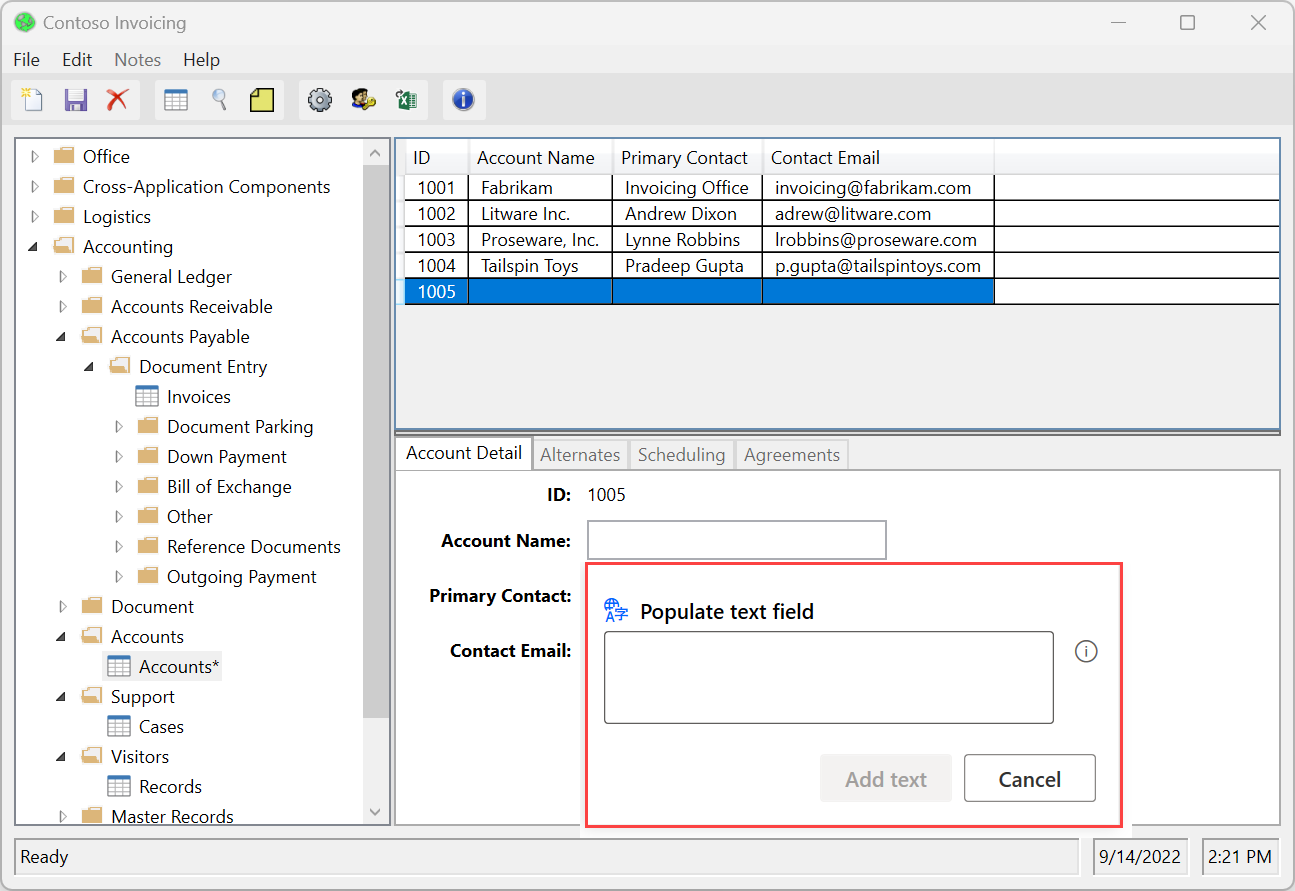 Contoso Invoicing
File Edit Notes Help
Office
Cross-Application Components
Logistics
Accounting
General Ledger
Accounts Receivable
Accounts Payable
Document Entry
Invoices
Document Parking
Down Payment
Bill of Exchange
Other
Reference Documents
Outgoing Payment
Document
Accounts
Accounts*
Support
Cases
Visitors
Records
Master Records
ID Account Name Primary Contact Contact Email
1001 Fabrikam Invoicing Office invoicing@fabrikam.com
1002 Litware Inc. Andrew Dixon adrew@litware.com
1003 Proseware, Inc. Lynne Robbins lrobbins@proseware.com
1004 Tailspin Toys Pradeep Gupta p.gupta@tailspintoys.com
1005
Account Detail Alternates Scheduling Agreements
ID: 1005
Account Name:
Primary Contact:
Contact Email:
A字 Populate text field
Add text Cancel
Ready 9/14/2022 2:21 PM